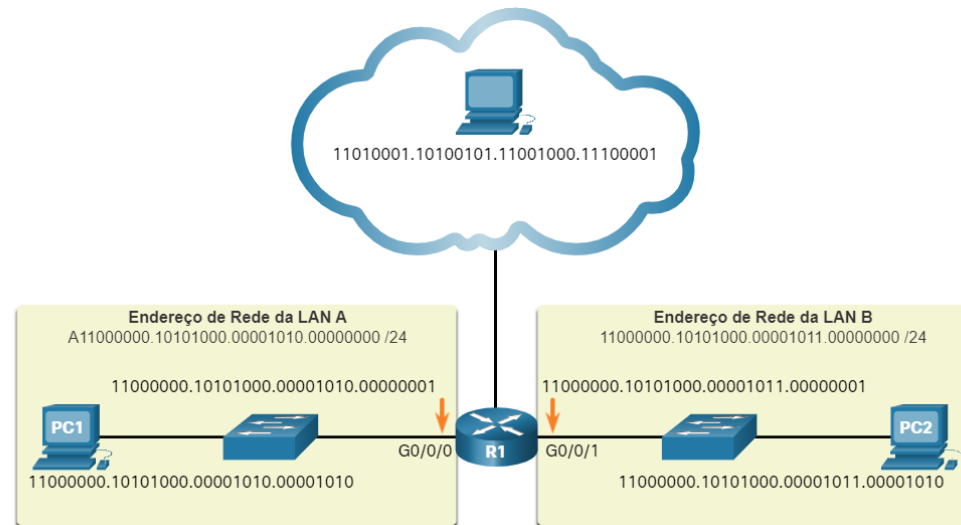 11010001.10100101.11001000.11100001
Endereço de Rede da LAN A
A11000000.10101000.00001010.00000000 /24
11000000.10101000.00001010.00000001
PC1
G0/0/0
11000000.10101000.00001010.00001010
R1
Endereço de Rede da LAN B
11000000.10101000.00001011.00000000 /24
11000000.10101000.00001011.00000001
G0/0/1
PC2
11000000.10101000.00001011.00001010